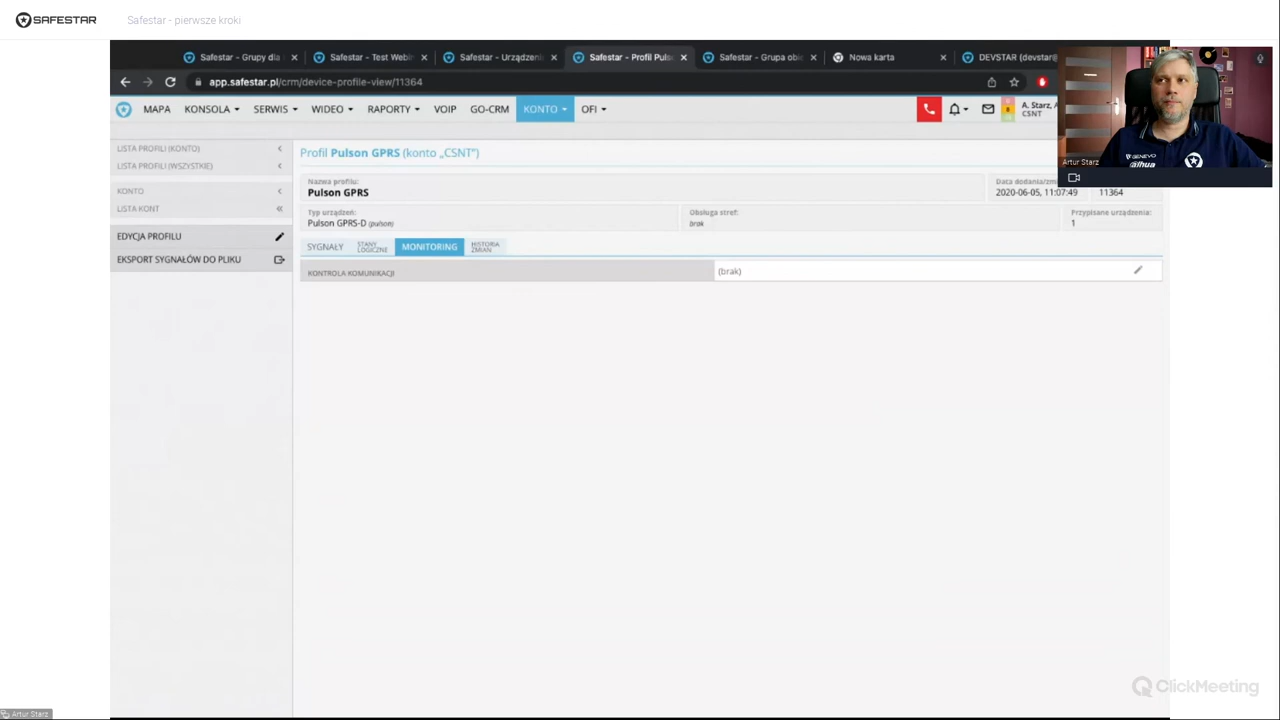 SAFESTAR
Safestar - pierwsze kroki
Safestar - Grupy dla
Safestar - Test Webin
Safestar - Urządzeni
Safestar - Profil Puls
Safestar - Grupa obie
Nowa karta
DEVSTAR (devstar@
app.safestar.pl/crm/device-profile-view/11364
MAPA
KONSOLA
SERWIS
WIDEO
RAPORTY
VOIP
GO-CRM
KONTO
OFI
A. Starz, A
CSNT
LISTA PROFILI (KONTO)
LISTA PROFILI (WSZYSTKIE)
KONTO
LISTA KONT
EDYCJA PROFILU
EKSPORT SYGNAŁÓW DO PLIKU
Profil Pulson GPRS (konto „CSNT")
Nazwa profilu:
Pulson GPRS
Data dodania/zmi
2020-06-05, 11:07:49
11364
Typ urządzeń:
Pulson GPRS-D (pulson)
Obsługa stref:
brak
Przypisane urządzenia:
1
SYGNAŁY
STANY LOGICZNE
MONITORING
HISTORIA ZMIAN
KONTROLA KOMUNIKACJI
(brak)
GENEVO
alhua
Artur Starz
ClickMeeting
Artur Starz